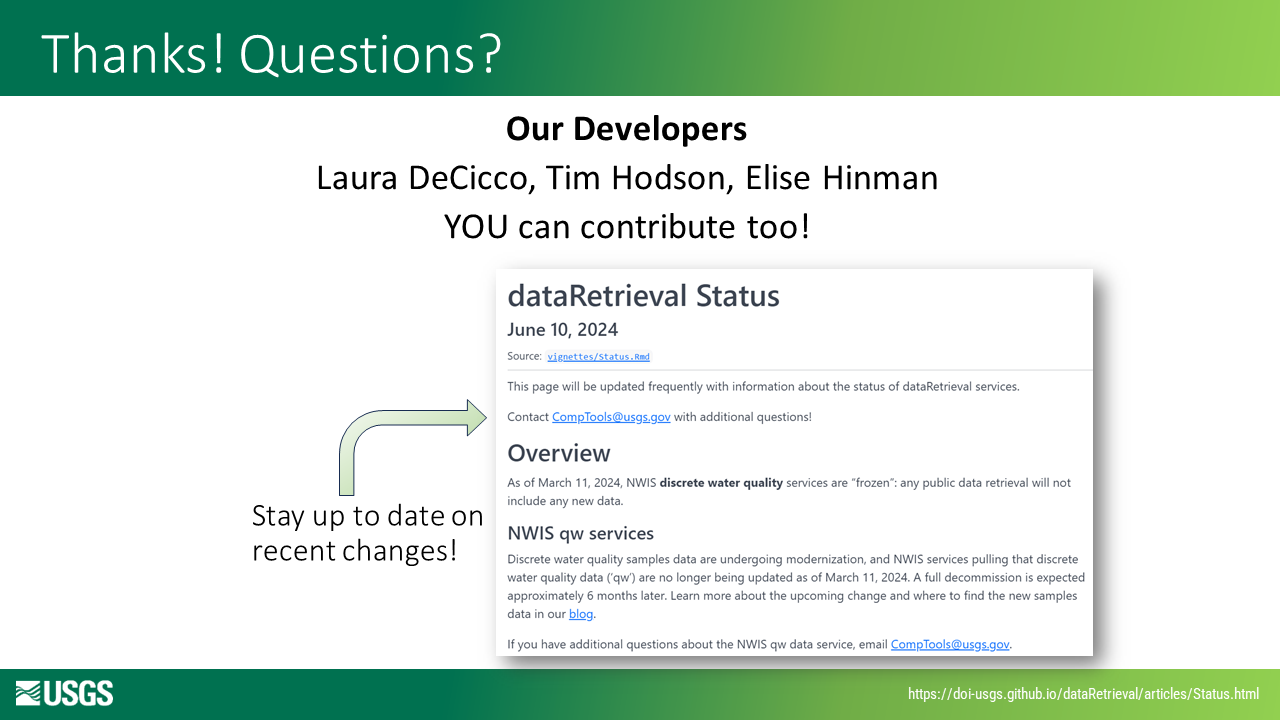 Thanks! Questions?
Our Developers
Laura DeCicco, Tim Hodson, Elise Hinman
YOU can contribute too!
dataRetrieval Status
June 10, 2024
Source: vignettes/Status.Rmd
This page will be updated frequently with information about the status of dataRetrieval services.
Contact CompTools@usgs.gov with additional questions!
Overview
As of March 11, 2024, NWIS discrete water quality services are “frozen”: any public data retrieval will not
include any new data.
NWIS qw services
Discrete water quality samples data are undergoing modernization, and NWIS services pulling that discrete
water quality data (‘qw’) are no longer being updated as of March 11, 2024. A full decommission is expected
approximately 6 months later. Learn more about the upcoming change and where to find the new samples
data in our blog.
If you have additional questions about the NWIS qw data service, email CompTools@usgs.gov.
Stay up to date on
recent changes!
USGS
https://doi-usgs.github.io/dataRetrieval/articles/Status.html